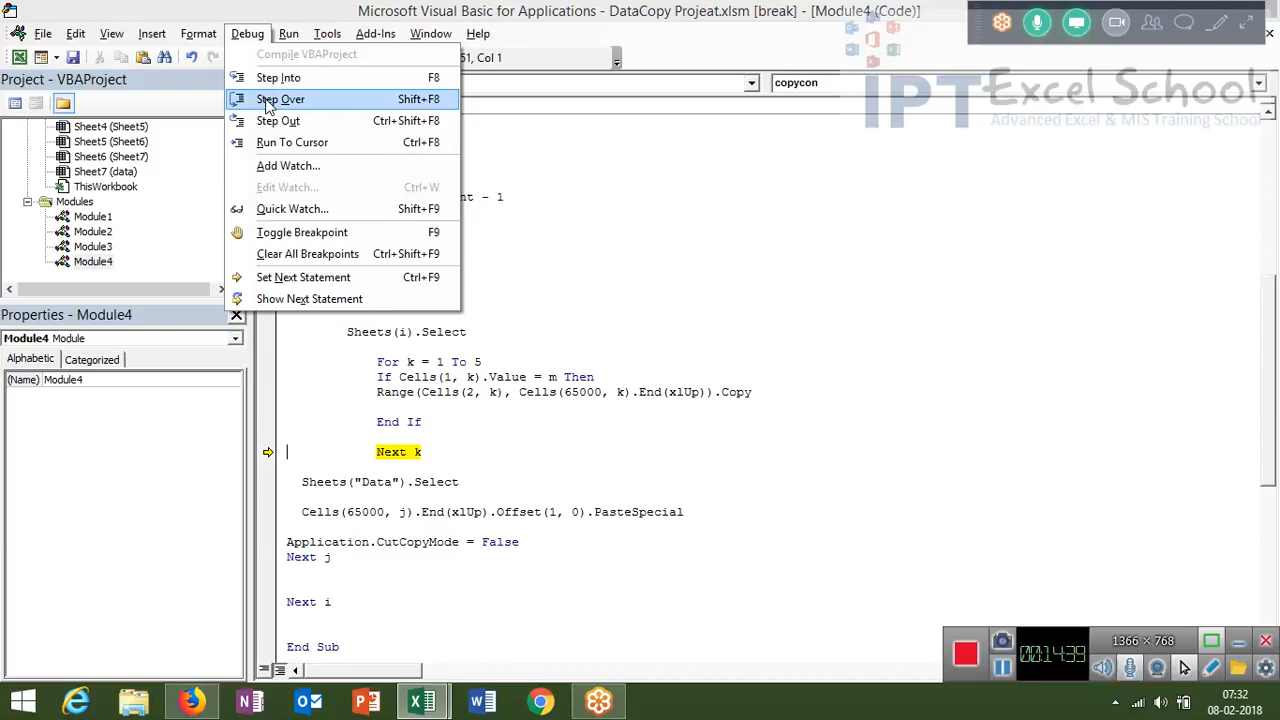 Microsoft Visual Basic for Applications - DataCopy Projeat.xlsm [break] - [Module4 (Code)]
File Edit View Insert Format Debug Run Tools Add-Ins Window Help
51, Col 1
Compile VBAProject
Step Into F8
Step Over Shift+F8
Step Out Ctrl+Shift+F8
Run To Cursor Ctrl+F8
Add Watch...
Edit Watch... Ctrl+W
Quick Watch... Shift+F9
Toggle Breakpoint F9
Clear All Breakpoints Ctrl+Shift+F9
Set Next Statement Ctrl+F9
Show Next Statement
Project - VBAProject
Sheet4 (Sheet5)
Sheet5 (Sheet6)
Sheet6 (Sheet7)
Sheet7 (data)
ThisWorkbook
Modules
Module1
Module2
Module3
Module4
Properties - Module4
Module4 Module
Alphabetic Categorized
(Name) Module4
copycon
IPT Excel School
Advanced Excel & MIS Training School
nt - 1
Sheets(i).Select
For k = 1 To 5
If Cells(1, k).Value = m Then
Range(Cells(2, k), Cells(65000, k).End(xlUp)).Copy
End If
Next k
Sheets("Data").Select
Cells(65000, j).End(xlUp).Offset(1, 0).PasteSpecial
Application.CutCopyMode = False
Next j
Next i
End Sub
1366 × 768
00:14:39
07:32
08-02-2018